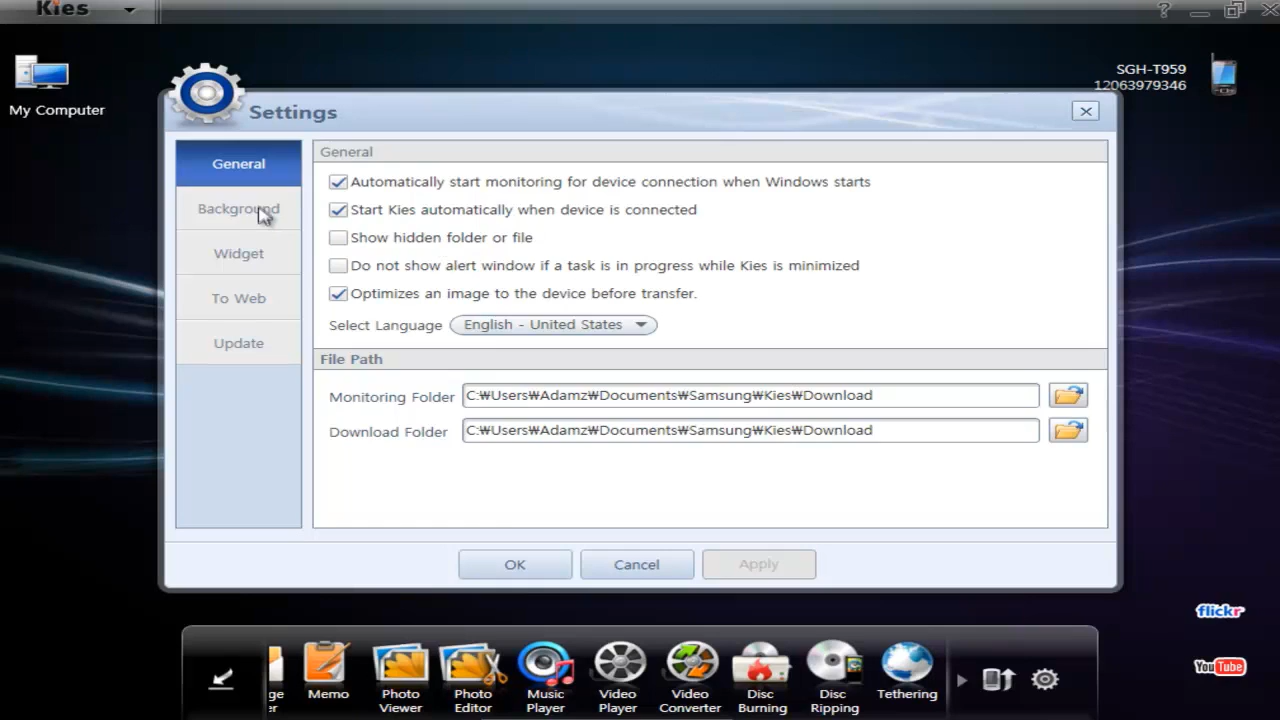 Kies
?
My Computer
SGH-T959
12063979346
Settings
General
Background
Widget
To Web
Update
General
Automatically start monitoring for device connection when Windows starts
Start Kies automatically when device is connected
Show hidden folder or file
Do not show alert window if a task is in progress while Kies is minimized
Optimizes an image to the device before transfer.
Select Language English - United States
File Path
Monitoring Folder C:₩Users₩Adamz₩Documents₩Samsung₩Kies₩Download
Download Folder C:₩Users₩Adamz₩Documents₩Samsung₩Kies₩Download
OK Cancel Apply
flickr
YouTube
Memo
Photo Viewer
Photo Editor
Music Player
Video Player
Video Converter
Disc Burning
Disc Ripping
Tethering